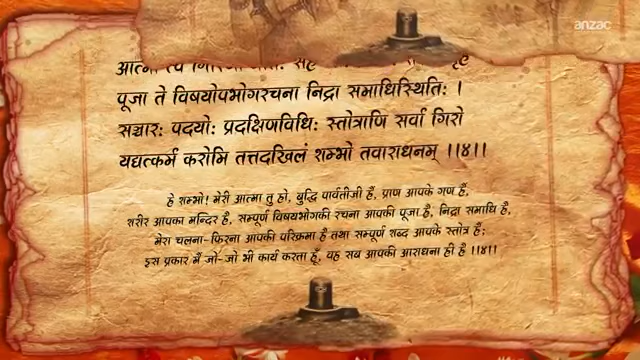 anzac
पूजा ते विषयोपभोगरचना निद्रा समाधिस्थितिः ।
सञ्चारः पदयोः प्रदक्षिणविधिः स्तोत्राणि सर्वा गिरो
यद्यत्कर्म करोमि तत्तदखिलं शम्भो तवाराधनम् ।।४।।
हे शम्भो! मेरी आत्मा तु हो, बुद्धि पार्वतीजी हैं, प्राण आपके गण हैं,
शरीर आपका मन्दिर है, सम्पूर्ण विषयभोगकी रचना आपकी पूजा है, निद्रा समाधि है,
मेरा चलना-फिरना आपकी परिक्रमा है तथा सम्पूर्ण शब्द आपके स्तोत्र हैं;
इस प्रकार मैं जो-जो भी कार्य करता हूँ, वह सब आपकी आराधना ही है ।।४।।